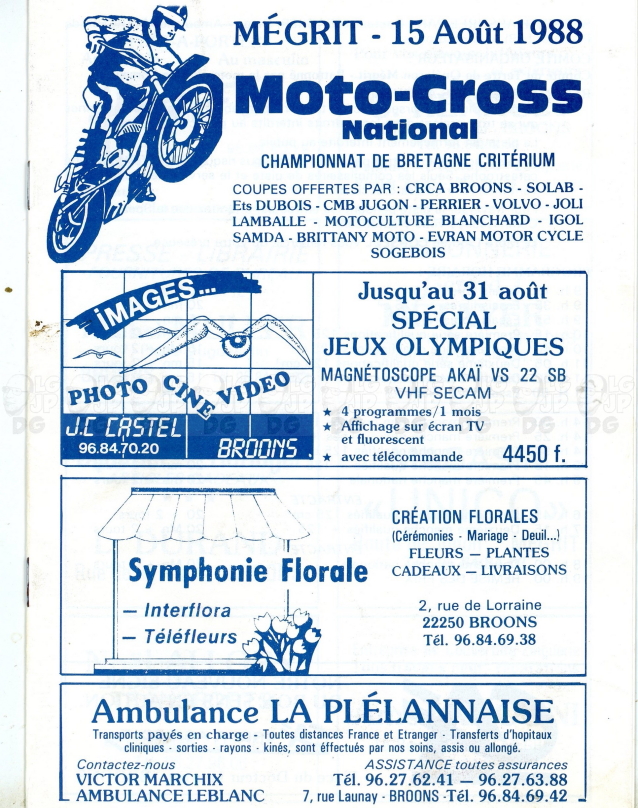 MÉGRIT - 15 Août 1988
Moto-Cross
National
CHAMPIONNAT DE BRETAGNE CRITÉRIUM
COUPES OFFERTES PAR : CRCA BROONS - SOLAB -
Ets DUBOIS - CMB JUGON - PERRIER - VOLVO - JOLI
LAMBALLE - MOTOCULTURE BLANCHARD - IGOL
SAMDA - BRITTANY MOTO - EVRAN MOTOR CYCLE
SOGEBOIS
IMAGES...
PHOTO CINE VIDEO
J.C CASTEL
96.84.70.20
BROONS
Jusqu'au 31 août
SPÉCIAL
JEUX OLYMPIQUES
MAGNÉTOSCOPE AKAÏ VS 22 SB
VHF SECAM
★ 4 programmes/1 mois
Affichage sur écran TV
et fluorescent
★ avec télécommande 4450 f.
Symphonie Florale
— Interflora
— Téléfleurs
CRÉATION FLORALES
(Cérémonies - Mariage - Deuil...)
FLEURS — PLANTES
CADEAUX — LIVRAISONS
2, rue de Lorraine
22250 BROONS
Tél. 96.84.69.38
Ambulance LA PLÉLANNAISE
Transports payés en charge - Toutes distances France et Etranger - Transferts d'hopitaux
cliniques - sorties - rayons - kinés, sont éffectués par nos soins, assis ou allongé.
Contactez-nous ASSISTANCE toutes assurances
VICTOR MARCHIX Tél. 96.27.62.41 — 96.27.63.88
AMBULANCE LEBLANC 7, rue Launay - BROONS - Tél. 96.84.69.42